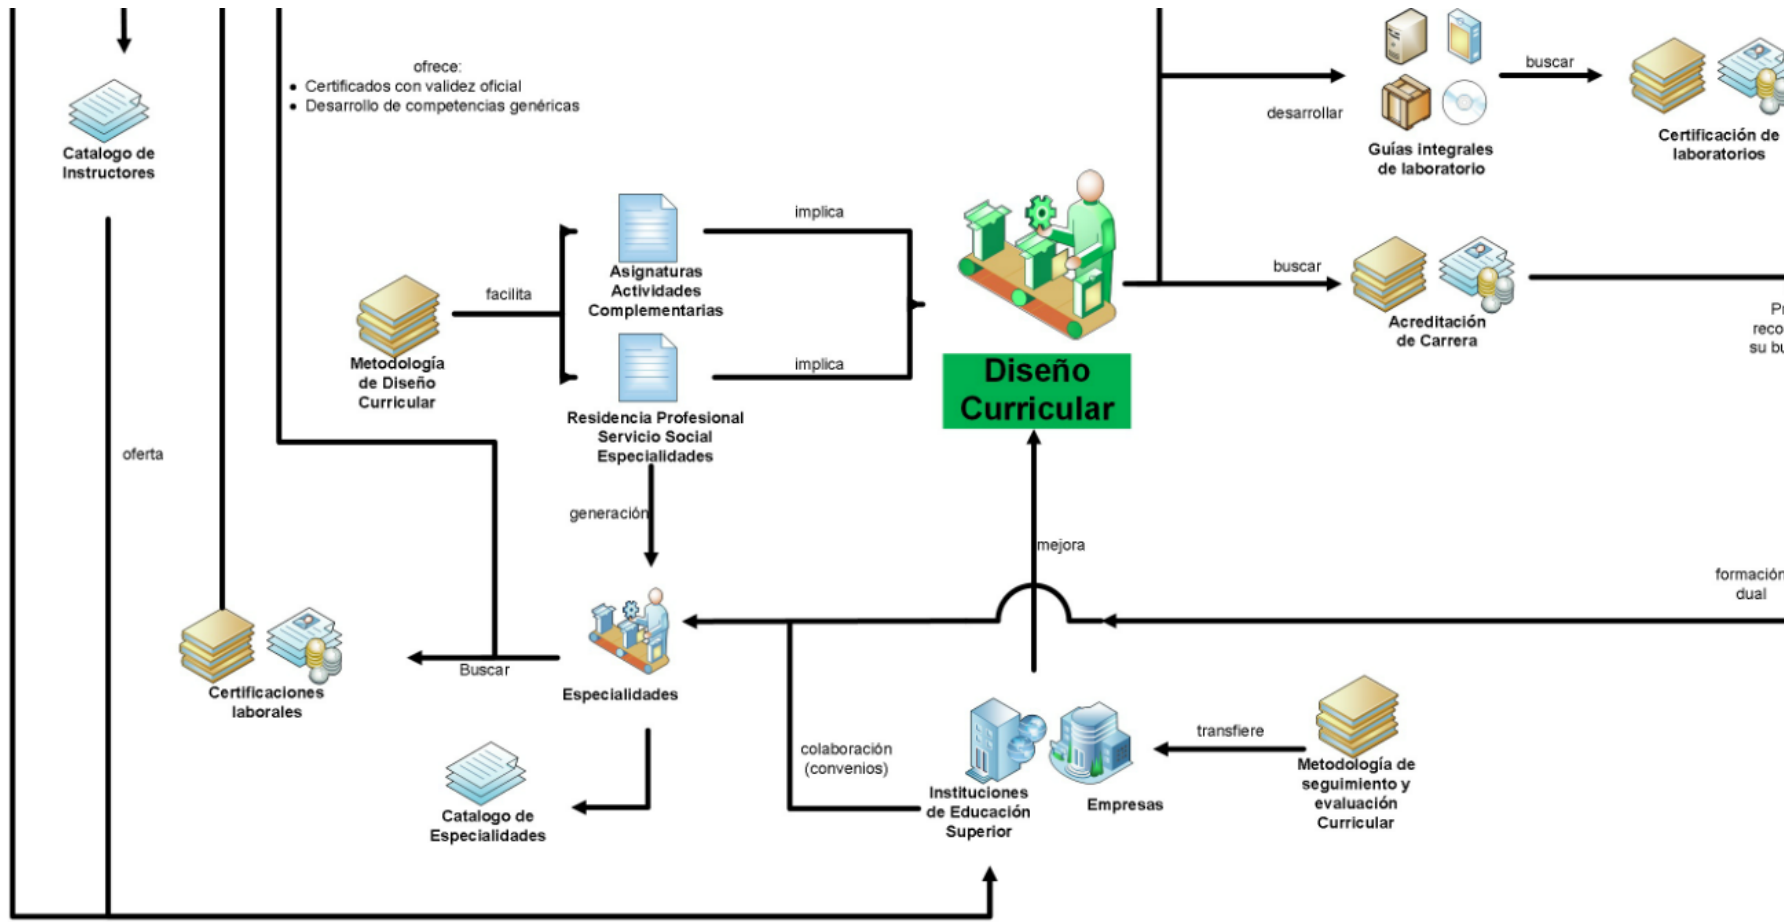 ofrece:
• Certificados con validez oficial
• Desarrollo de competencias genéricas
Catalogo de
Instructores
desarrollar
Guías integrales
de laboratorio
buscar
Certificación de
laboratorios
Asignaturas
Actividades
Complementarias
implica
facilita
Metodología
de Diseño
Curricular
implica
Residencia Profesional
Servicio Social
Especialidades
Diseño
Curricular
buscar
Acreditación
de Carrera
oferta
generación
mejora
formación
dual
Certificaciones
laborales
Buscar
Especialidades
Catalogo de
Especialidades
colaboración
(convenios)
Instituciones
de Educación
Superior
Empresas
transfiere
Metodología de
seguimiento y
evaluación
Curricular